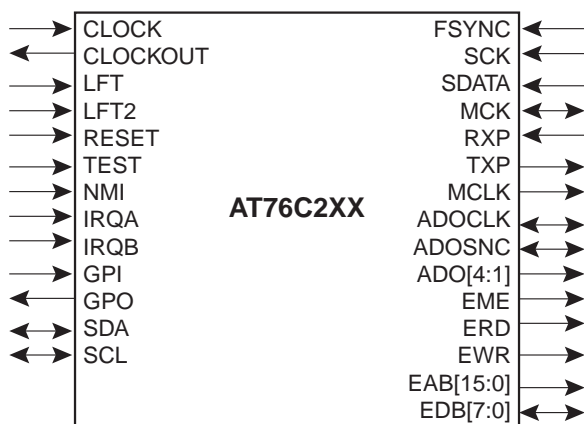 CLOCK
CLOCKOUT
LFT
LFT2
RESET
TEST
NMI
IRQA
IRQB
GPI
GPO
SDA
SCL
AT76C2XX
FSYNC
SCK
SDATA
MCK
RXP
TXP
MCLK
ADOCLK
ADOSNC
ADO[4:1]
EME
ERD
EWR
EAB[15:0]
EDB[7:0]